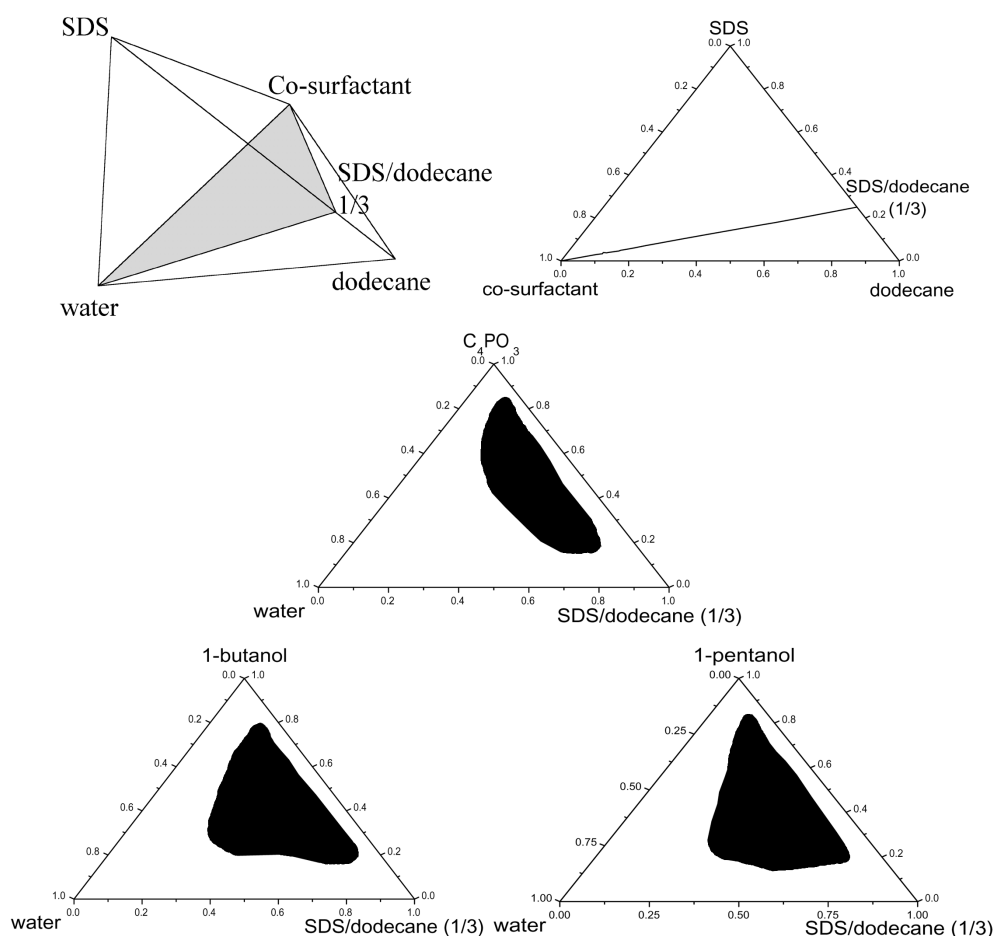 SDS
Co-surfactant
SDS/dodecane
1/3
dodecane
water
SDS
0.0 1.0
0.2 0.8
0.4 0.6
0.6 0.4
SDS/dodecane
(1/3)
0.8 0.2
1.0 0.0
0.0 0.2 0.4 0.6 0.8 1.0
co-surfactant dodecane
C4PO3
0.0 1.0
0.2 0.8
0.4 0.6
0.6 0.4
0.8 0.2
1.0 0.0
0.0 0.2 0.4 0.6 0.8 1.0
water SDS/dodecane (1/3)
1-butanol
0.0 1.0
0.2 0.8
0.4 0.6
0.6 0.4
0.8 0.2
1.0 0.0
0.0 0.2 0.4 0.6 0.8 1.0
water SDS/dodecane (1/3)
1-pentanol
0.00 1.0
0.25 0.8
0.50 0.6
0.4
0.75 0.2
1.00 0.0
0.00 0.25 0.50 0.75 1.00
water SDS/dodecane (1/3)